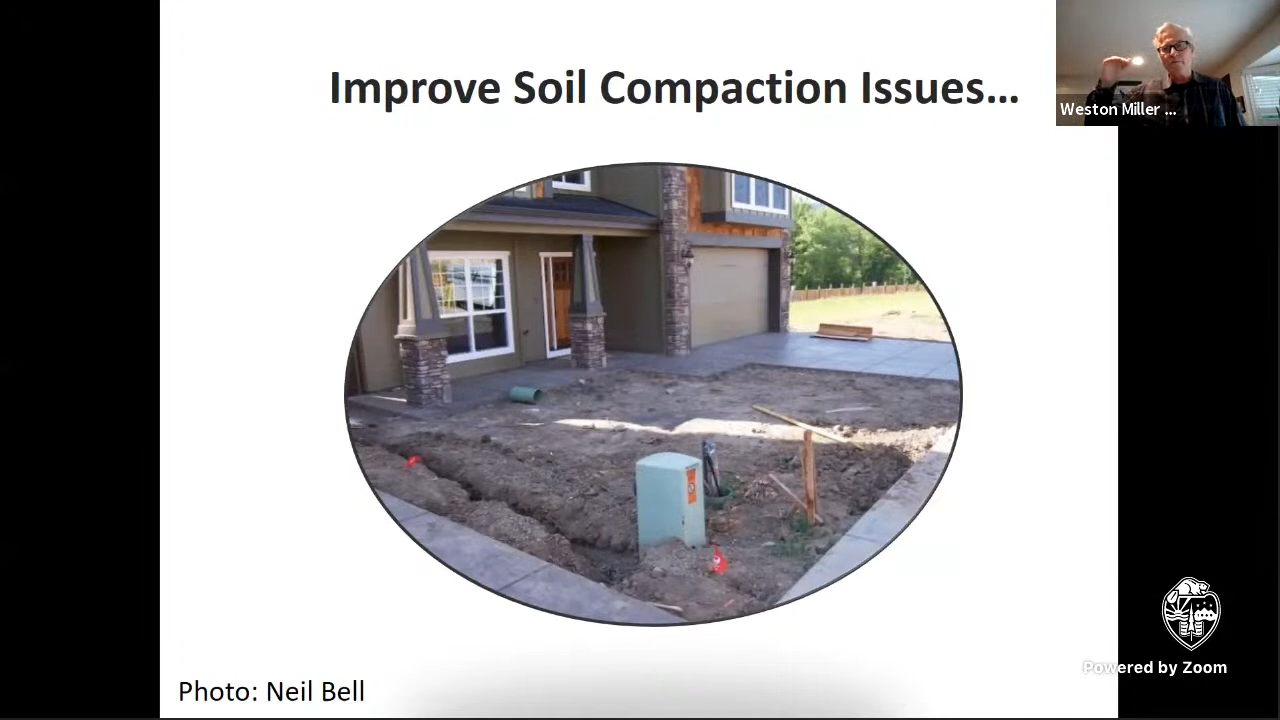 Improve Soil Compaction Issues...
Weston Miller ...
Photo: Neil Bell
Powered by Zoom